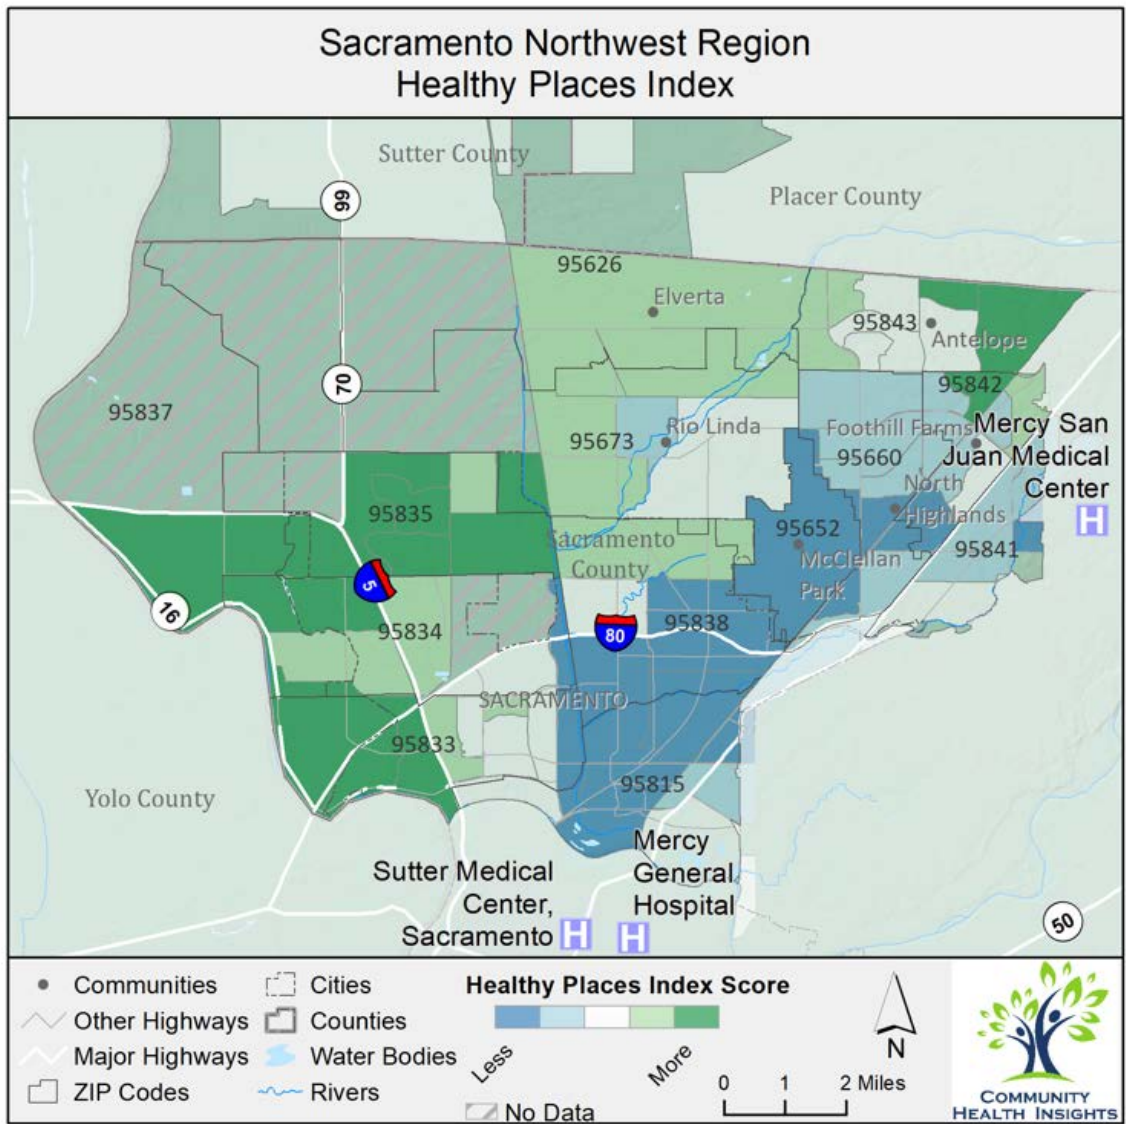 Sacramento Northwest Region
Healthy Places Index
Sutter County
Placer County
99
95626
Elverta
95843
Antelope
70
95842
95837
95673
Rio Linda
Foothill Farms
Mercy San
Juan Medical
Center
95660
North
Highlands
H
95835
95652
Sacramento
County
McClellan
Park
95841
5
16
95834
80
95838
SACRAMENTO
95833
95815
Yolo County
Sutter Medical
Center,
Sacramento
H
Mercy
General
Hospital
H
50
Communities
Other Highways
Major Highways
ZIP Codes
Cities
Counties
Water Bodies
Rivers
Healthy Places Index Score
Less
More
No Data
N
0 1 2 Miles
COMMUNITY
HEALTH INSIGHTS